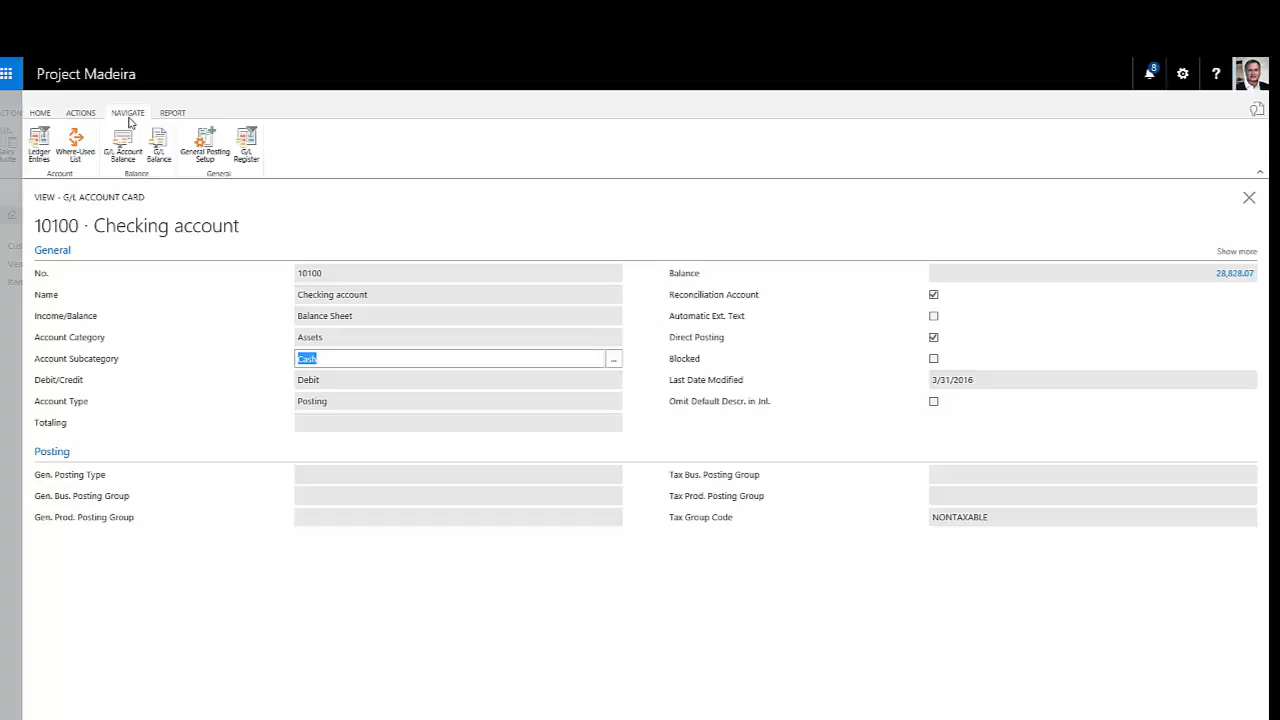 Project Madeira
8
?
HOME ACTIONS NAVIGATE REPORT
Ledger Entries
Where-Used List
G/L Account Balance
G/L Balance
General Posting Setup
G/L Register
Account Balance General
VIEW - G/L ACCOUNT CARD
10100 · Checking account
General Show more
No. 10100 Balance 28,828.07
Name Checking account Reconciliation Account
Income/Balance Balance Sheet Automatic Ext. Text
Account Category Assets Direct Posting
Account Subcategory Cash ... Blocked
Debit/Credit Debit Last Date Modified 3/31/2016
Account Type Posting Omit Default Descr. in Jnl.
Totaling
Posting
Gen. Posting Type Tax Bus. Posting Group
Gen. Bus. Posting Group Tax Prod. Posting Group
Gen. Prod. Posting Group Tax Group Code NONTAXABLE